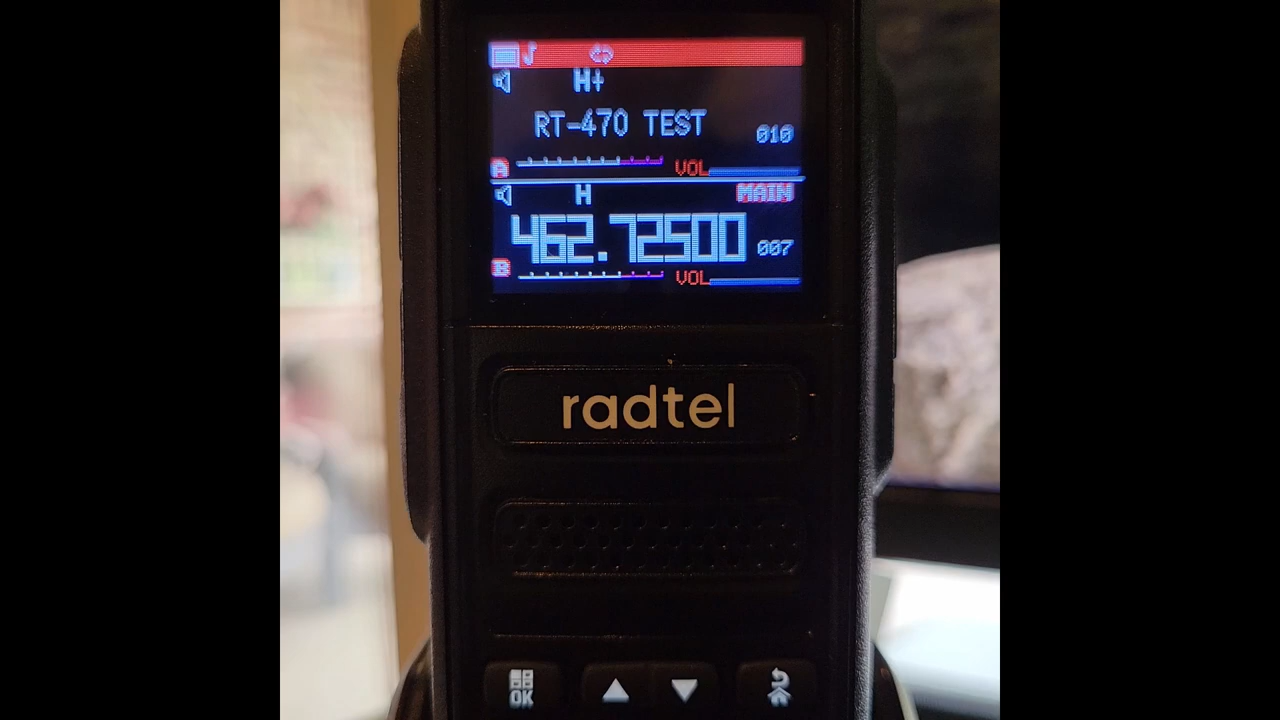 H+
RT-470 TEST 010
A VOL
H MAIN
462.72500 007
B VOL
radtel
OK